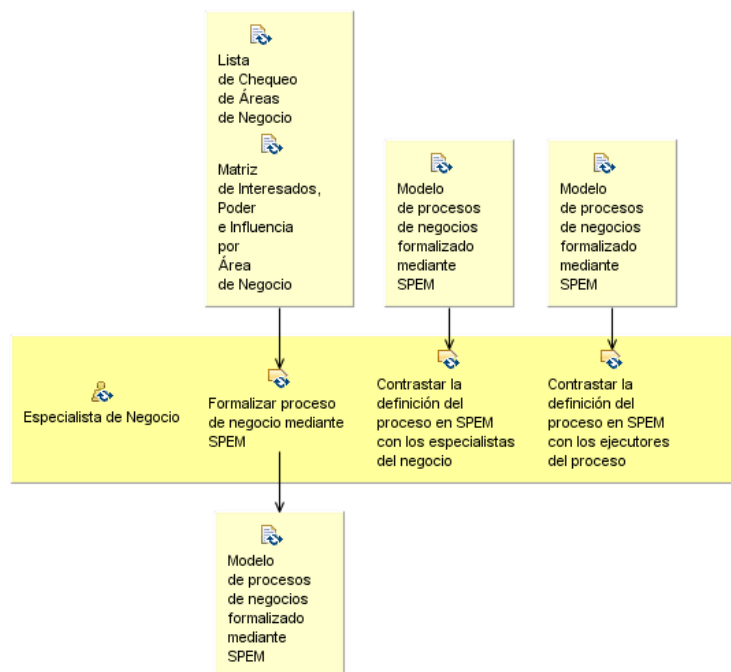 Lista
de Chequeo
de Áreas
de Negocio
Matriz
de Interesados,
Poder
e Influencia
por
Área
de Negocio
Modelo
de procesos
de negocios
formalizado
mediante
SPEM
Modelo
de procesos
de negocios
formalizado
mediante
SPEM
Especialista de Negocio
Formalizar proceso
de negocio mediante
SPEM
Contrastar la
definición del
proceso en SPEM
con los especialistas
del negocio
Contrastar la
definición del
proceso en SPEM
con los ejecutores
del proceso
Modelo
de procesos
de negocios
formalizado
mediante
SPEM